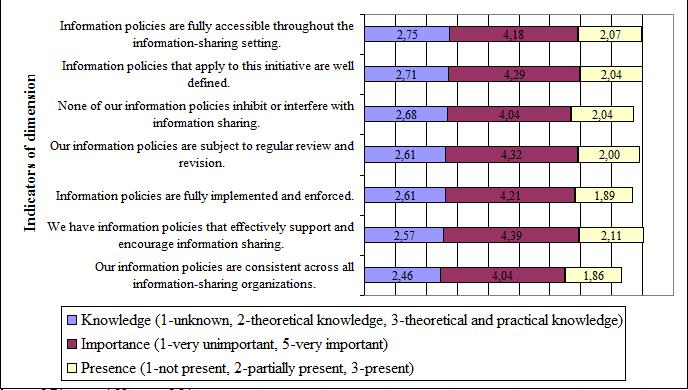 Indicators of dimension
Information policies are fully accessible throughout the
information-sharing setting.
2,75 4,18 2,07
Information policies that apply to this initiative are well
defined.
2,71 4,29 2,04
None of our information policies inhibit or interfere with
information sharing.
2,68 4,04 2,04
Our information policies are subject to regular review and
revision.
2,61 4,32 2,00
Information policies are fully implemented and enforced.
2,61 4,21 1,89
We have information policies that effectively support and
encourage information sharing.
2,57 4,39 2,11
Our information policies are consistent across all
information-sharing organizations.
2,46 4,04 1,86
Knowledge (1-unknown, 2-theoretical knowledge, 3-theoretical and practical knowledge)
Importance (1-very unimportant, 5-very important)
Presence (1-not present, 2-partially present, 3-present)